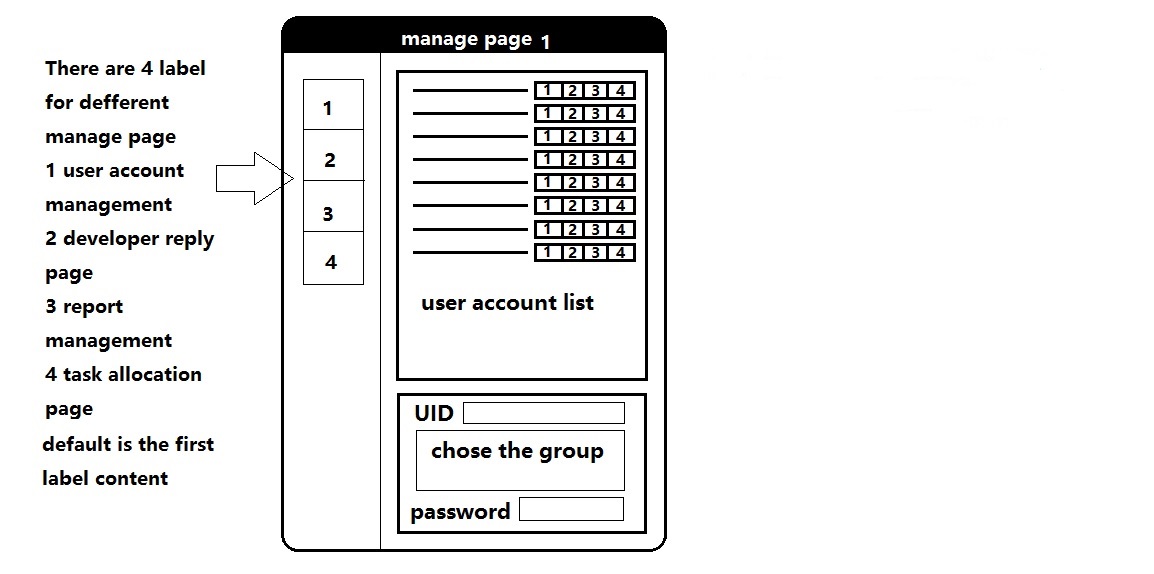 There are 4 label
for defferent
manage page
1 user account
management
2 developer reply
page
3 report
management
4 task allocation
page
default is the first
label content
manage page 1
1
2
3
4
1 2 3 4
1 2 3 4
1 2 3 4
1 2 3 4
1 2 3 4
1 2 3 4
1 2 3 4
1 2 3 4
user account list
UID
chose the group
password